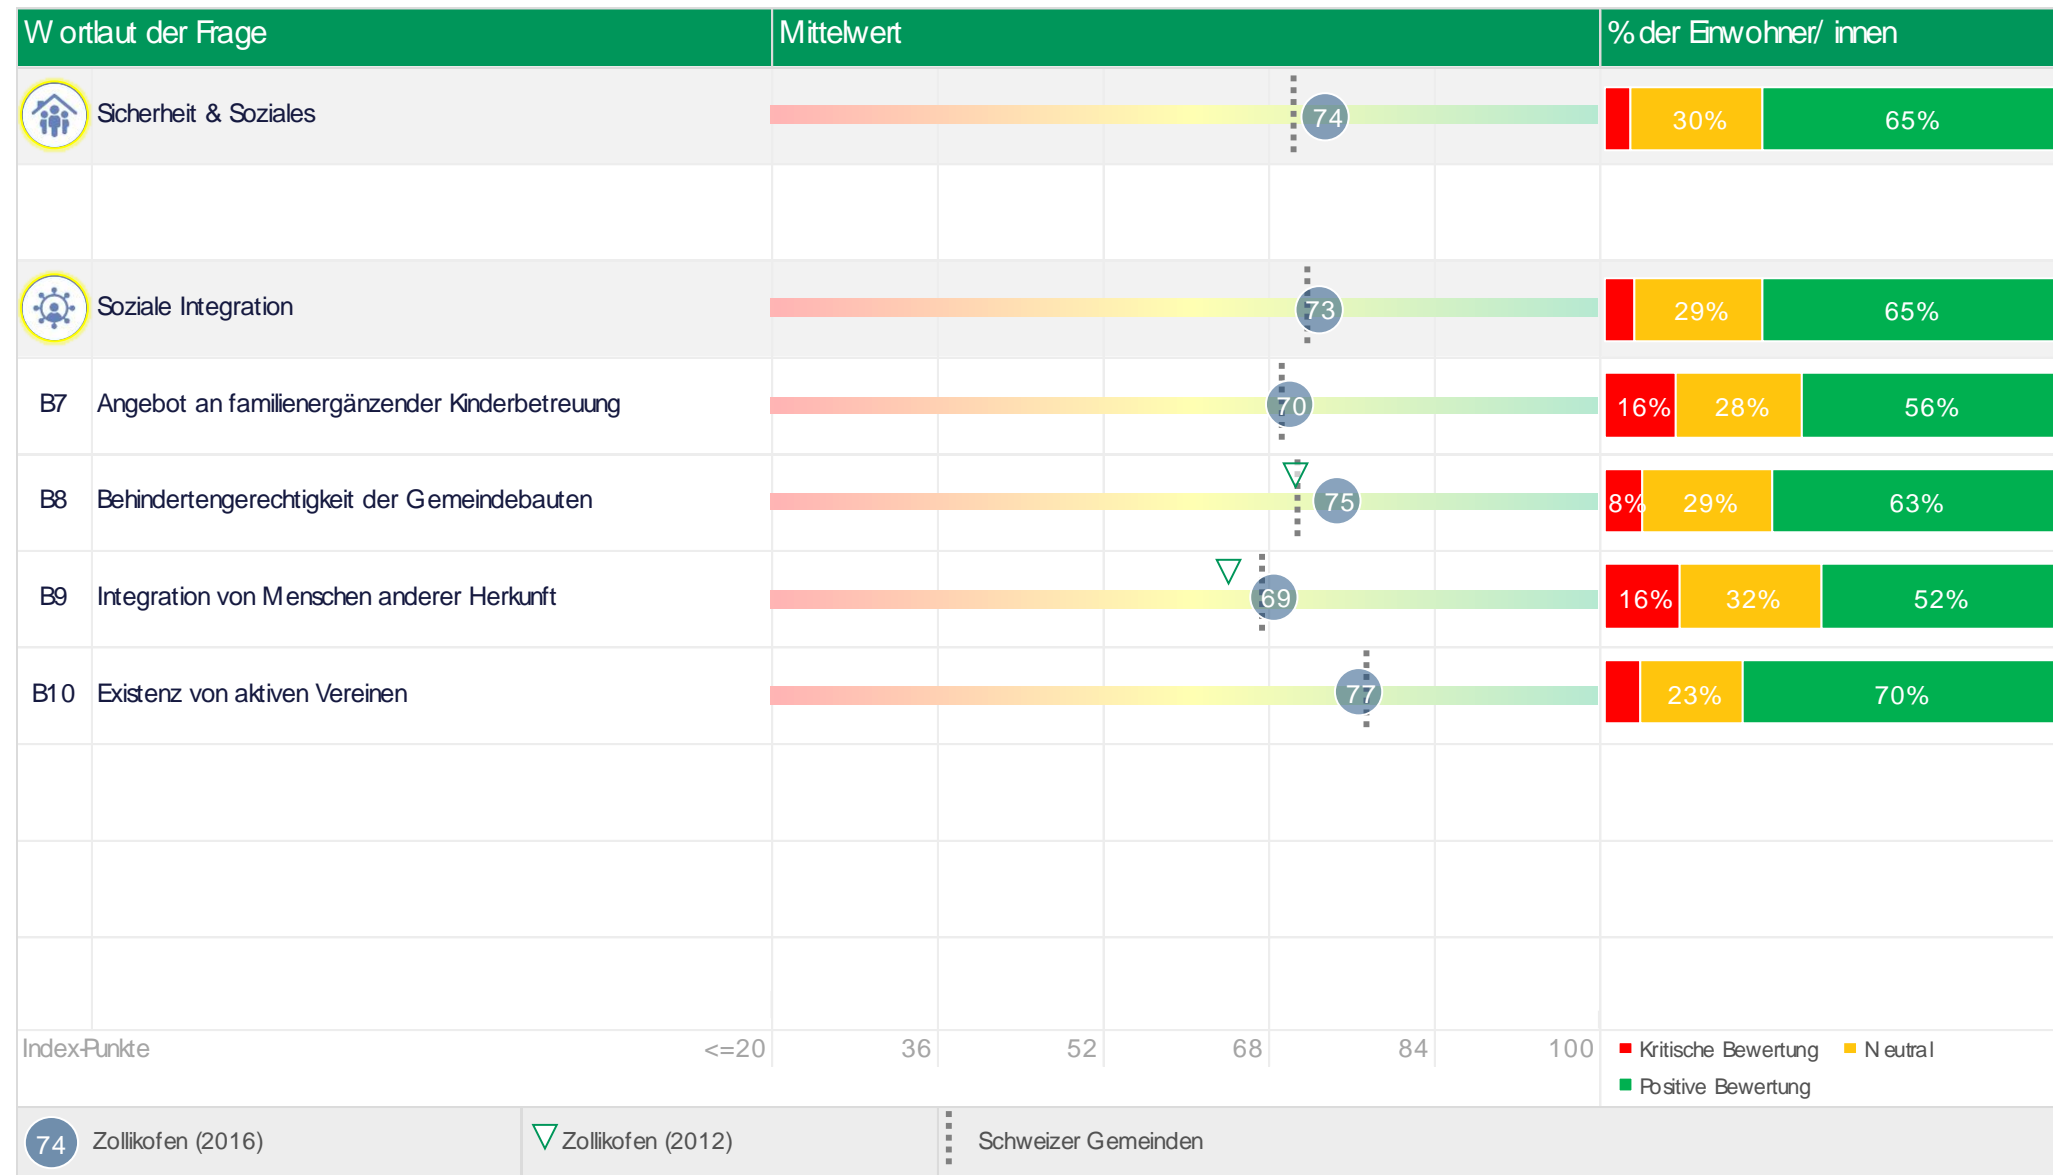 Wortlaut der Frage Mittelwert % der Einwohner/ innen
Sicherheit & Soziales 74 30% 65%
Soziale Integration 73 29% 65%
B7 Angebot an familienergänzender Kinderbetreuung 70 16% 28% 56%
B8 Behindertengerechtigkeit der Gemeindebauten 75 8% 29% 63%
B9 Integration von Menschen anderer Herkunft 69 16% 32% 52%
B10 Existenz von aktiven Vereinen 77 23% 70%
Index-Punkte <=20 36 52 68 84 100
Kritische Bewertung Neutral
Positive Bewertung
74 Zollikofen (2016) Zollikofen (2012) Schweizer Gemeinden